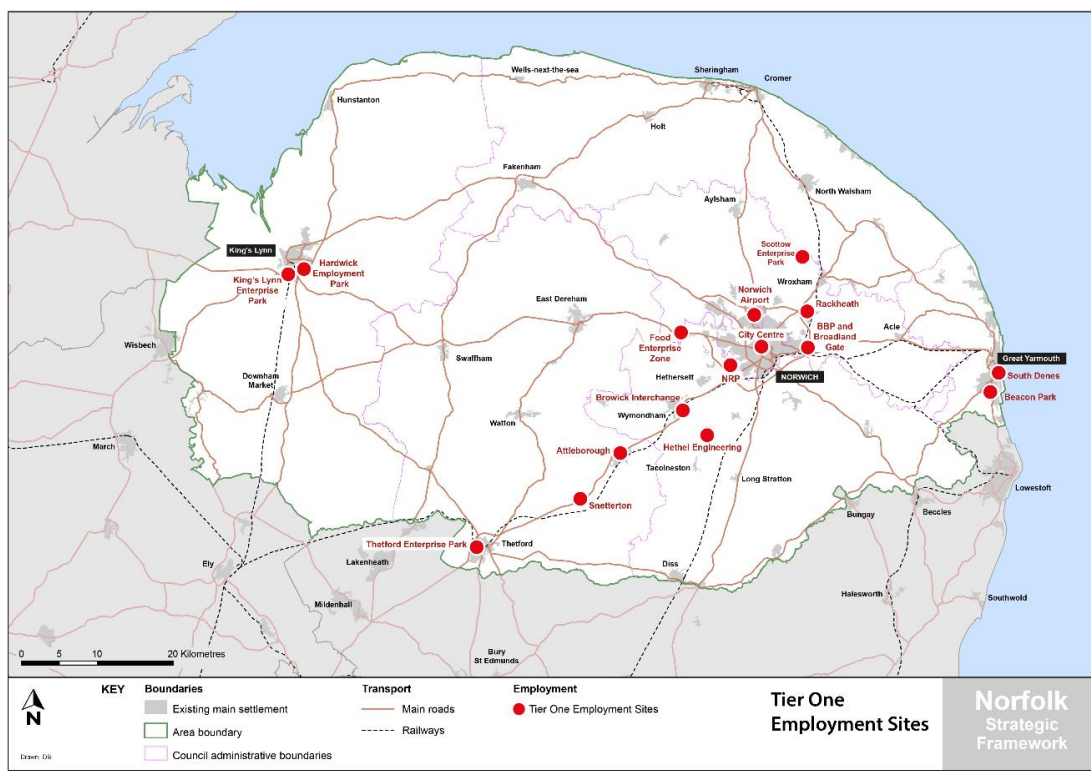 Wells-next-the-sea
Sheringham
Cromer
Hunstanton
Holt
Fakenham
North Walsham
Aylsham
King's Lynn
Hardwick
Employment
Park
King's Lynn
Enterprise
Park
Scottow
Enterprise
Park
Wroxham
Norwich
Airport
Rackheath
East Dereham
City Centre
BBP and
Broadland
Gate
Acle
Food
Enterprise
Zone
Wisbech
Swaffham
Great Yarmouth
South Denes
Hethersett
NRP
NORWICH
Beacon Park
Downham
Market
Browick Interchange
Wymondham
Watton
Hethel Engineering
March
Attleborough
Tacolneston
Long Stratton
Lowestoft
Snetterton
Bungay
Beccles
Thetford Enterprise Park
Thetford
Lakenheath
Ely
Diss
Halesworth
Southwold
Mildenhall
Bury
St Edmunds
0 5 10 20 Kilometres
KEY
Boundaries
Existing main settlement
Area boundary
Council administrative boundaries
Transport
Main roads
Railways
Employment
Tier One Employment Sites
Tier One
Employment Sites
Norfolk
Strategic
Framework
N